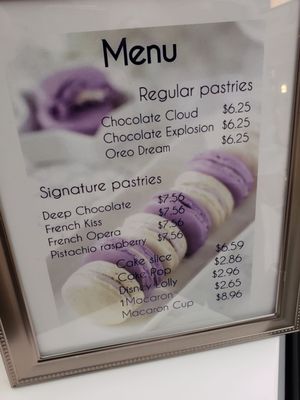 Menu
Regular pastries
Chocolate Cloud $6.25
Chocolate Explosion $6.25
Oreo Dream $6.25
Signature pastries
Deep Chocolate $7.56
French Kiss $7.56
French Opera $7.56
Pistachio raspberry $7.56
Cake slice $6.59
Cake Pop $2.86
Disney Lolly $2.96
1Macaron $2.65
Macaron Cup $8.96